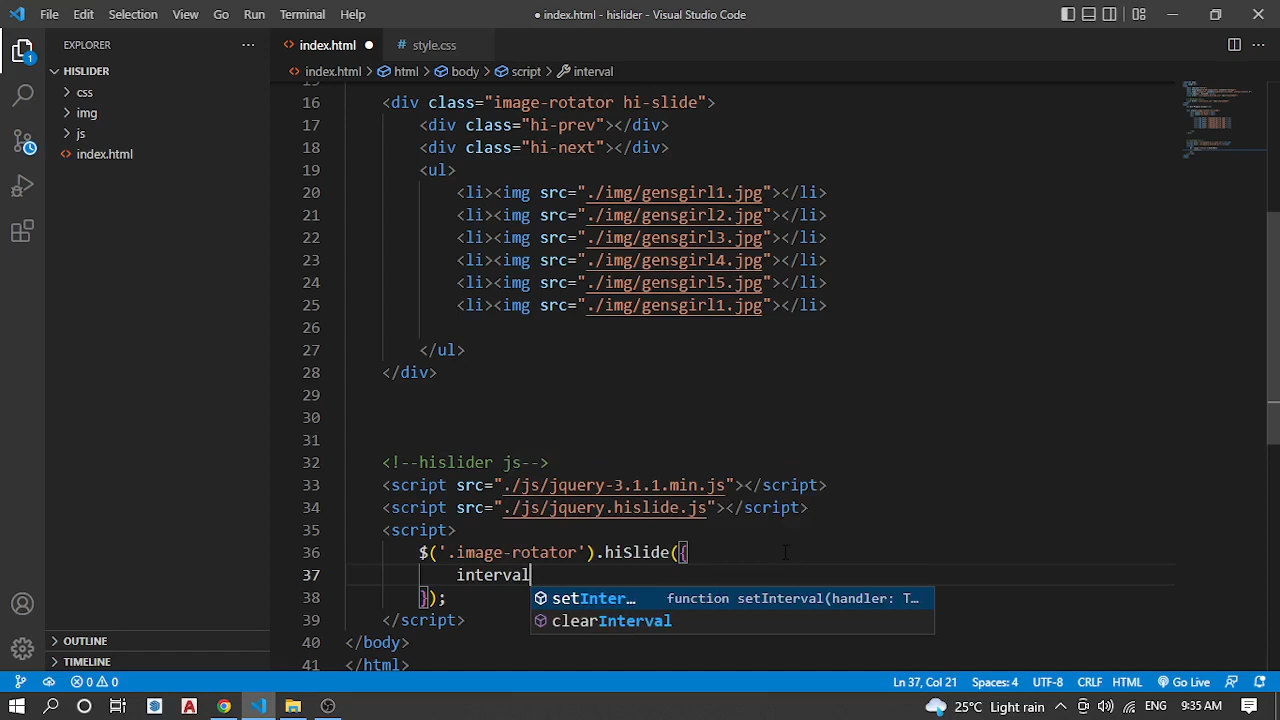 File Edit Selection View Go Run Terminal Help
● index.html - hislider - Visual Studio Code
EXPLORER
index.html
style.css
HISLIDER
index.html > html > body > script > interval
css
img
js
index.html
16 <div class="image-rotator hi-slide">
17 <div class="hi-prev"></div>
18 <div class="hi-next"></div>
19 <ul>
20 <li><img src="./img/gensgirl1.jpg"></li>
21 <li><img src="./img/gensgirl2.jpg"></li>
22 <li><img src="./img/gensgirl3.jpg"></li>
23 <li><img src="./img/gensgirl4.jpg"></li>
24 <li><img src="./img/gensgirl5.jpg"></li>
25 <li><img src="./img/gensgirl1.jpg"></li>
26
27 </ul>
28 </div>
29
30
31
32 <!--hislider js-->
33 <script src="./js/jquery-3.1.1.min.js"></script>
34 <script src="./js/jquery.hislide.js"></script>
35 <script>
36 $('.image-rotator').hiSlide({
37 interval
setInter… function setInterval(handler: T…
38 });
clearInterval
39 </script>
40 </body>
41 </html>
OUTLINE
TIMELINE
0 0
Ln 37, Col 21 Spaces: 4 UTF-8 CRLF HTML Go Live
25°C Light rain
ENG 9:35 AM
1